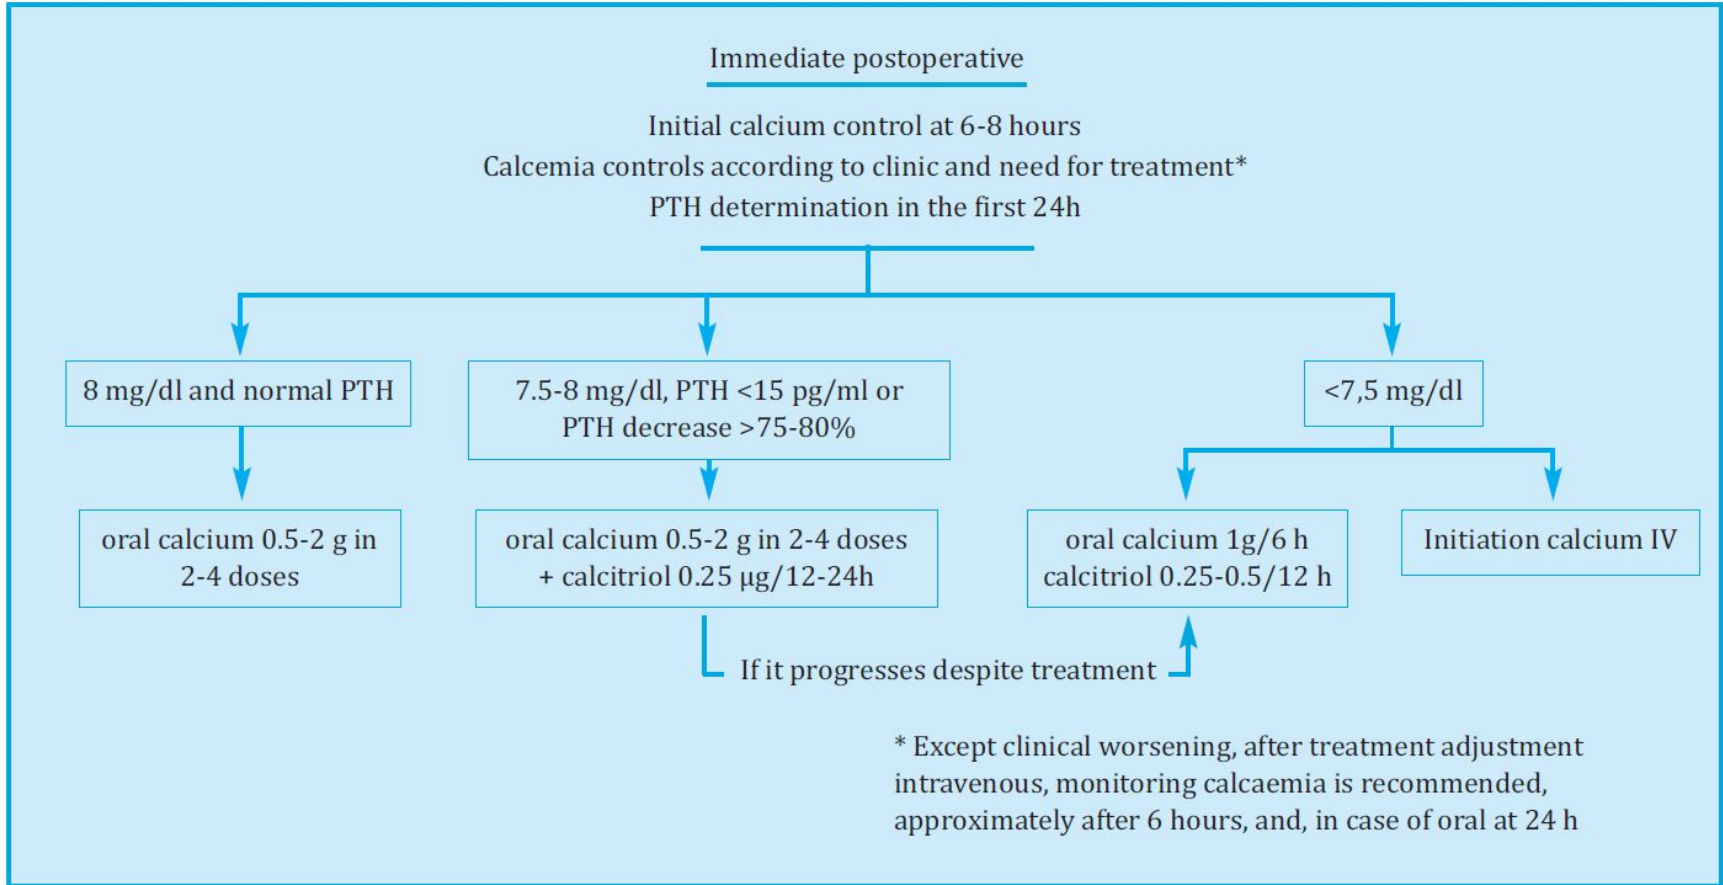 Immediate postoperative
Initial calcium control at 6-8 hours
Calcemia controls according to clinic and need for treatment*
PTH determination in the first 24h
8 mg/dl and normal PTH
7.5-8 mg/dl, PTH <15 pg/ml or
PTH decrease >75-80%
<7,5 mg/dl
oral calcium 0.5-2 g in
2-4 doses
oral calcium 0.5-2 g in 2-4 doses
+ calcitriol 0.25 µg/12-24h
oral calcium 1g/6 h
calcitriol 0.25-0.5/12 h
Initiation calcium IV
If it progresses despite treatment
* Except clinical worsening, after treatment adjustment
intravenous, monitoring calcaemia is recommended,
approximately after 6 hours, and, in case of oral at 24 h